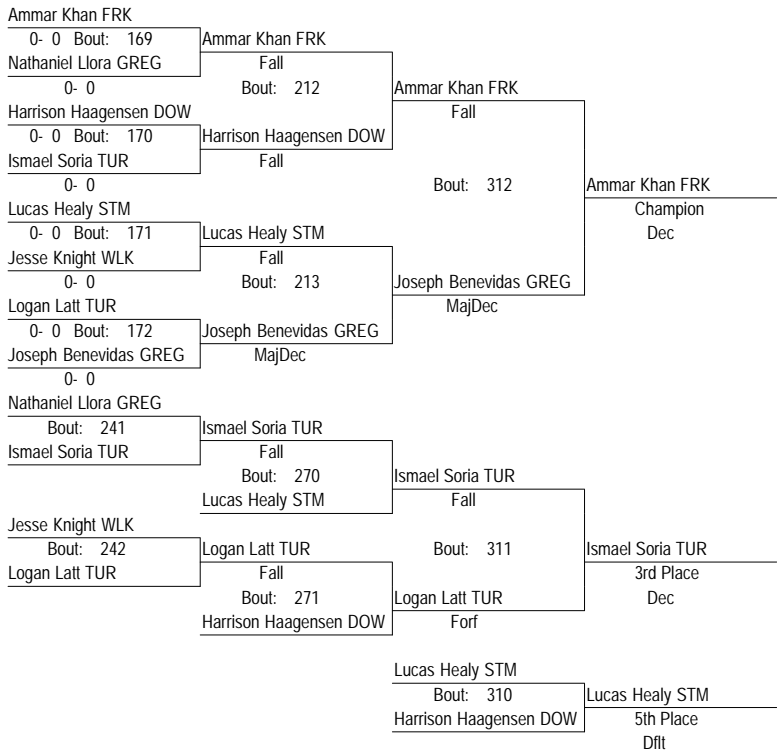 Ammar Khan FRK
0- 0 Bout: 169
Ammar Khan FRK
Nathaniel Llora GREG
Fall
0- 0
Bout: 212
Ammar Khan FRK
Harrison Haagensen DOW
Fall
0- 0 Bout: 170
Harrison Haagensen DOW
Ismael Soria TUR
Fall
0- 0
Bout: 312
Ammar Khan FRK
Lucas Healy STM
Champion
0- 0 Bout: 171
Lucas Healy STM
Dec
Jesse Knight WLK
Fall
0- 0
Bout: 213
Joseph Benevidas GREG
Logan Latt TUR
MajDec
0- 0 Bout: 172
Joseph Benevidas GREG
Joseph Benevidas GREG
MajDec
0- 0
Nathaniel Llora GREG
Bout: 241
Ismael Soria TUR
Ismael Soria TUR
Fall
Bout: 270
Ismael Soria TUR
Lucas Healy STM
Fall
Jesse Knight WLK
Bout: 242
Logan Latt TUR
Bout: 311
Ismael Soria TUR
Logan Latt TUR
Fall
3rd Place
Bout: 271
Logan Latt TUR
Dec
Harrison Haagensen DOW
Forf
Lucas Healy STM
Bout: 310
Lucas Healy STM
Harrison Haagensen DOW
5th Place
Dflt